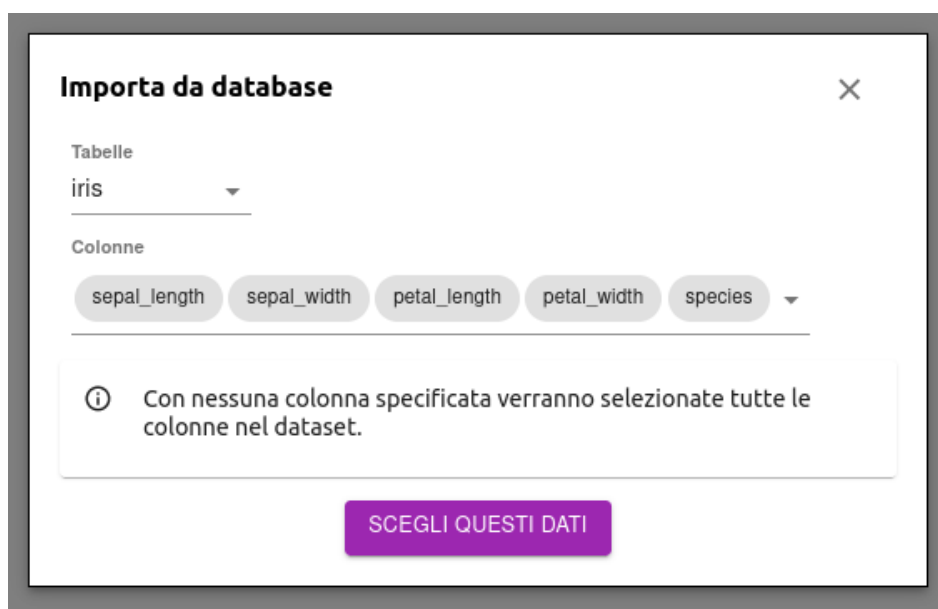 Importa da database
Tabelle
iris
Colonne
sepal_length sepal_width petal_length petal_width species
Con nessuna colonna specificata verranno selezionate tutte le
colonne nel dataset.
SCEGLI QUESTI DATI